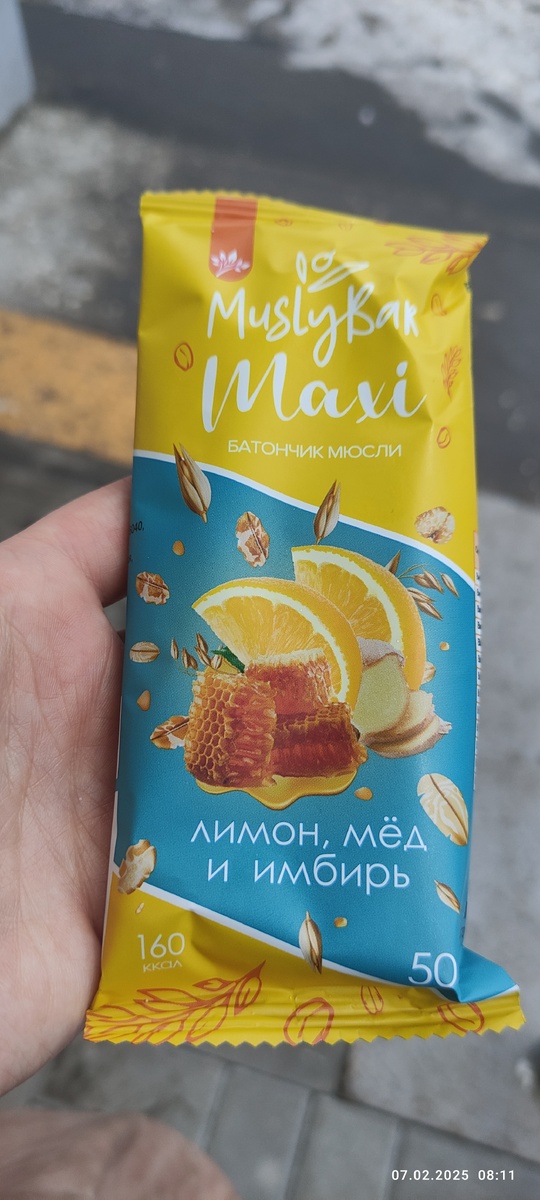 MuslyBar
Maxi
БАТОНЧИК МЮСЛИ
лимон, мёд
и имбирь
160
ккал
50
07.02.2025 08:11